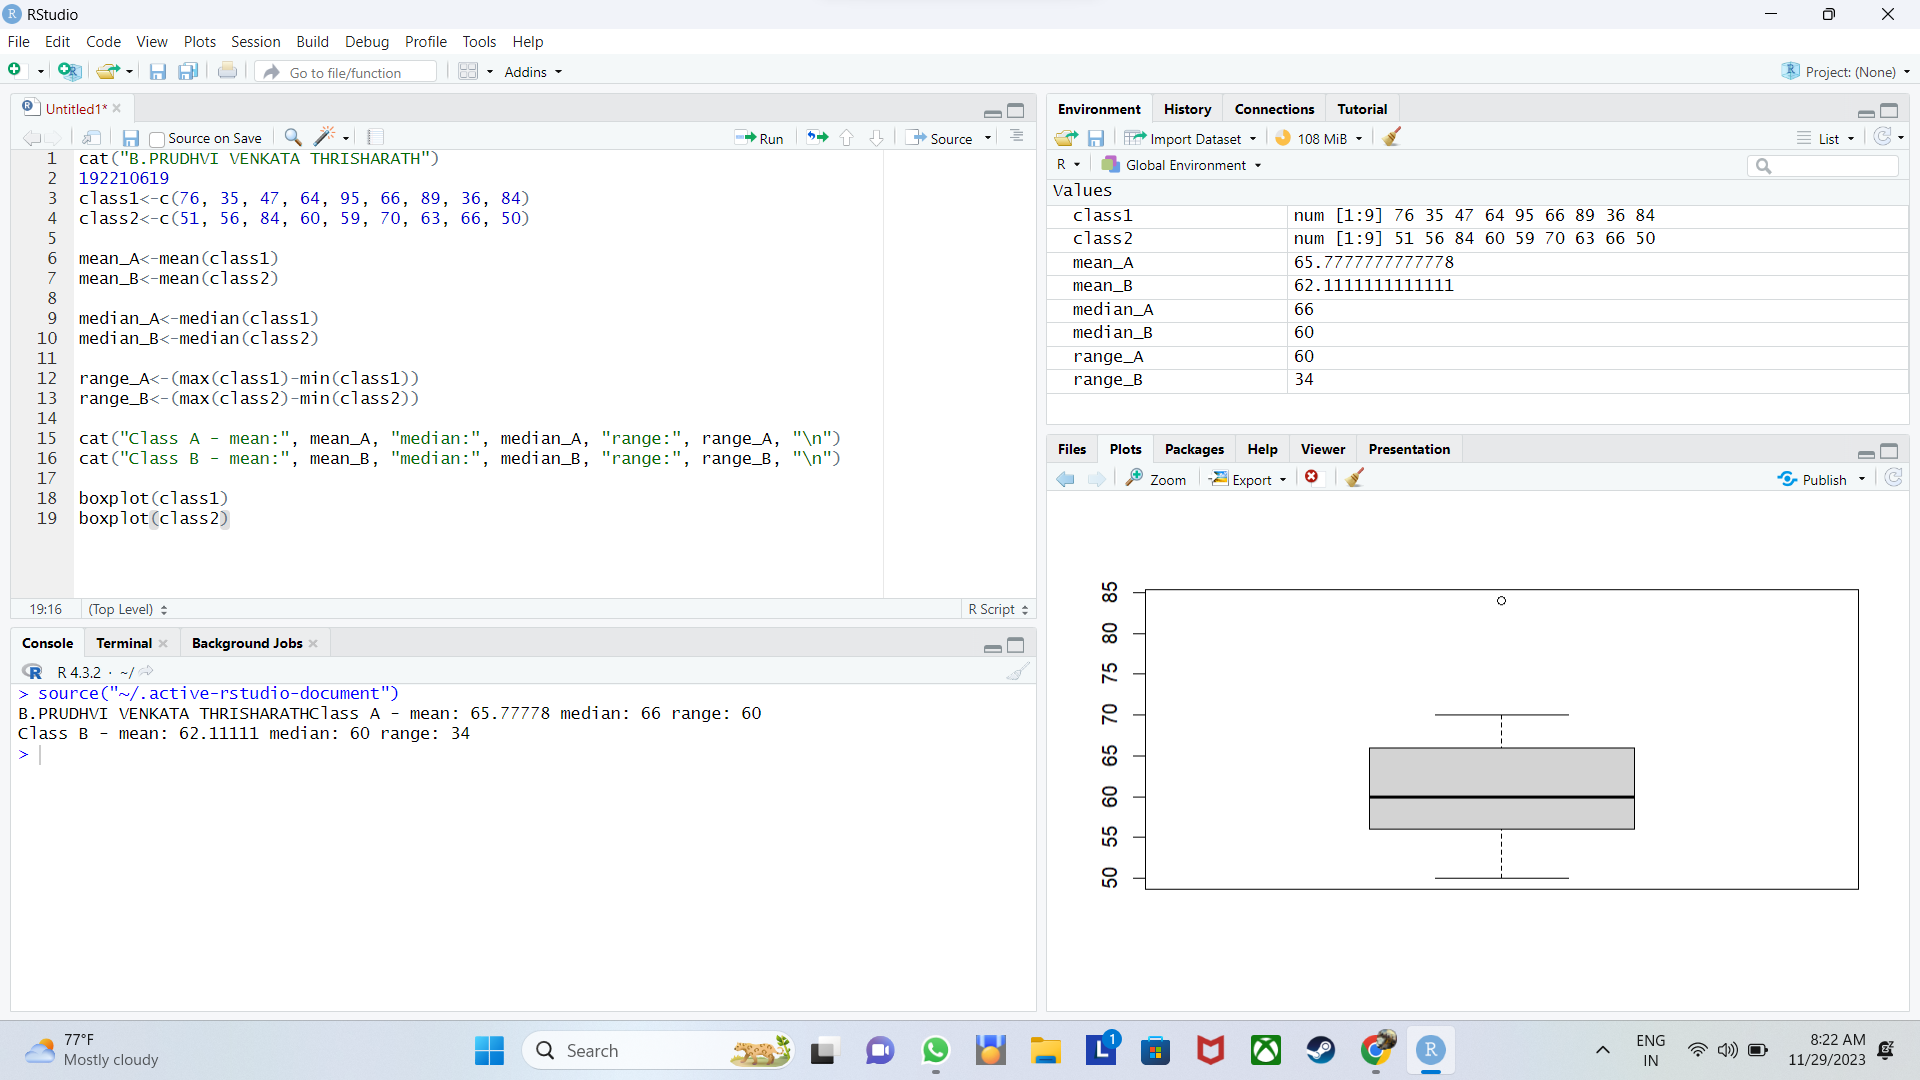 RStudio
File Edit Code View Plots Session Build Debug Profile Tools Help
Go to file/function Addins Project: (None)
Untitled1*
Source on Save Run Source
1 cat("B.PRUDHVI VENKATA THRISHARATH")
2 192210619
3 class1<-c(76, 35, 47, 64, 95, 66, 89, 36, 84)
4 class2<-c(51, 56, 84, 60, 59, 70, 63, 66, 50)
5
6 mean_A<-mean(class1)
7 mean_B<-mean(class2)
8
9 median_A<-median(class1)
10 median_B<-median(class2)
11
12 range_A<-(max(class1)-min(class1))
13 range_B<-(max(class2)-min(class2))
14
15 cat("Class A - mean:", mean_A, "median:", median_A, "range:", range_A, "\n")
16 cat("Class B - mean:", mean_B, "median:", median_B, "range:", range_B, "\n")
17
18 boxplot(class1)
19 boxplot(class2)
19:16 (Top Level) R Script
Console Terminal Background Jobs
R R 4.3.2 · ~/
> source("~/.active-rstudio-document")
B.PRUDHVI VENKATA THRISHARATHClass A - mean: 65.77778 median: 66 range: 60
Class B - mean: 62.11111 median: 60 range: 34
>
Environment History Connections Tutorial
Import Dataset 108 MiB List
R Global Environment
Values
class1 num [1:9] 76 35 47 64 95 66 89 36 84
class2 num [1:9] 51 56 84 60 59 70 63 66 50
mean_A 65.7777777777778
mean_B 62.1111111111111
median_A 66
median_B 60
range_A 60
range_B 34
Files Plots Packages Help Viewer Presentation
Zoom Export Publish
85
80
75
70
65
60
55
50
77°F
Mostly cloudy
Search
L 1
R
ENG
IN
8:22 AM
11/29/2023